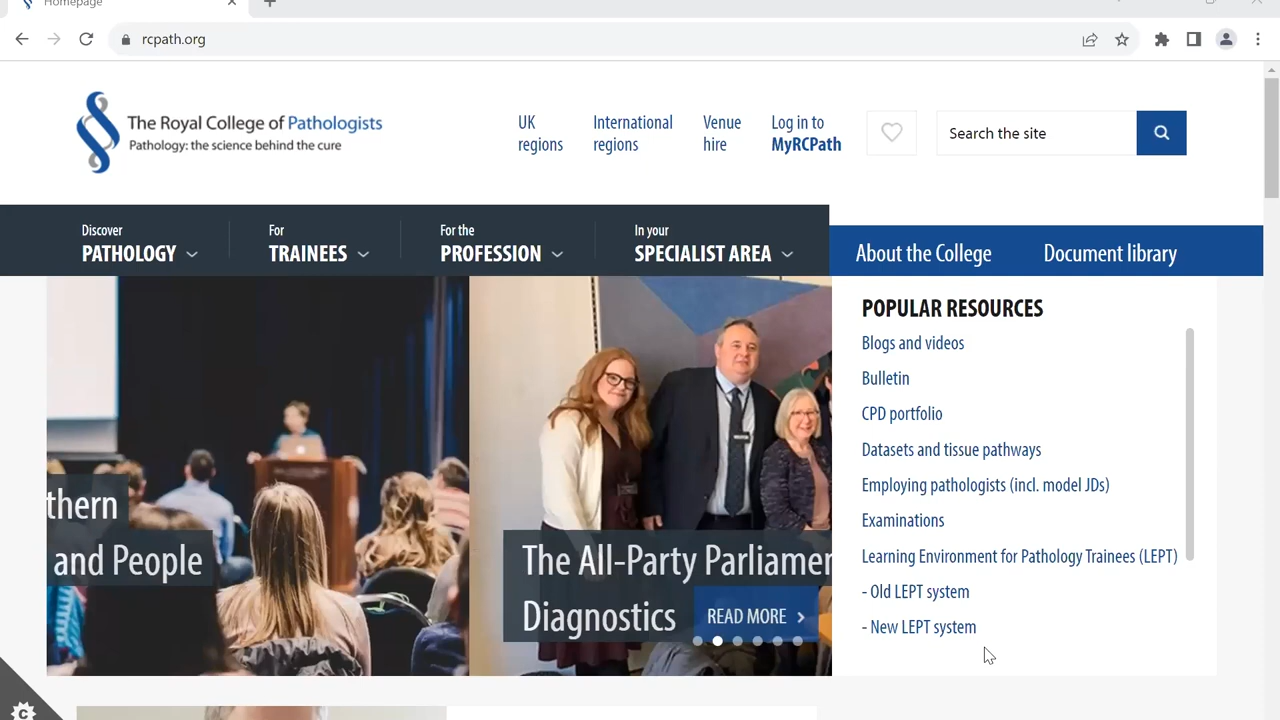 Homepage
rcpath.org
The Royal College of Pathologists
Pathology: the science behind the cure
UK
regions
International
regions
Venue
hire
Log in to
MyRCPath
Search the site
Discover
PATHOLOGY
For
TRAINEES
For the
PROFESSION
In your
SPECIALIST AREA
About the College
Document library
thern
and People
The All-Party Parliamen
Diagnostics
READ MORE
POPULAR RESOURCES
Blogs and videos
Bulletin
CPD portfolio
Datasets and tissue pathways
Employing pathologists (incl. model JDs)
Examinations
Learning Environment for Pathology Trainees (LEPT)
- Old LEPT system
- New LEPT system